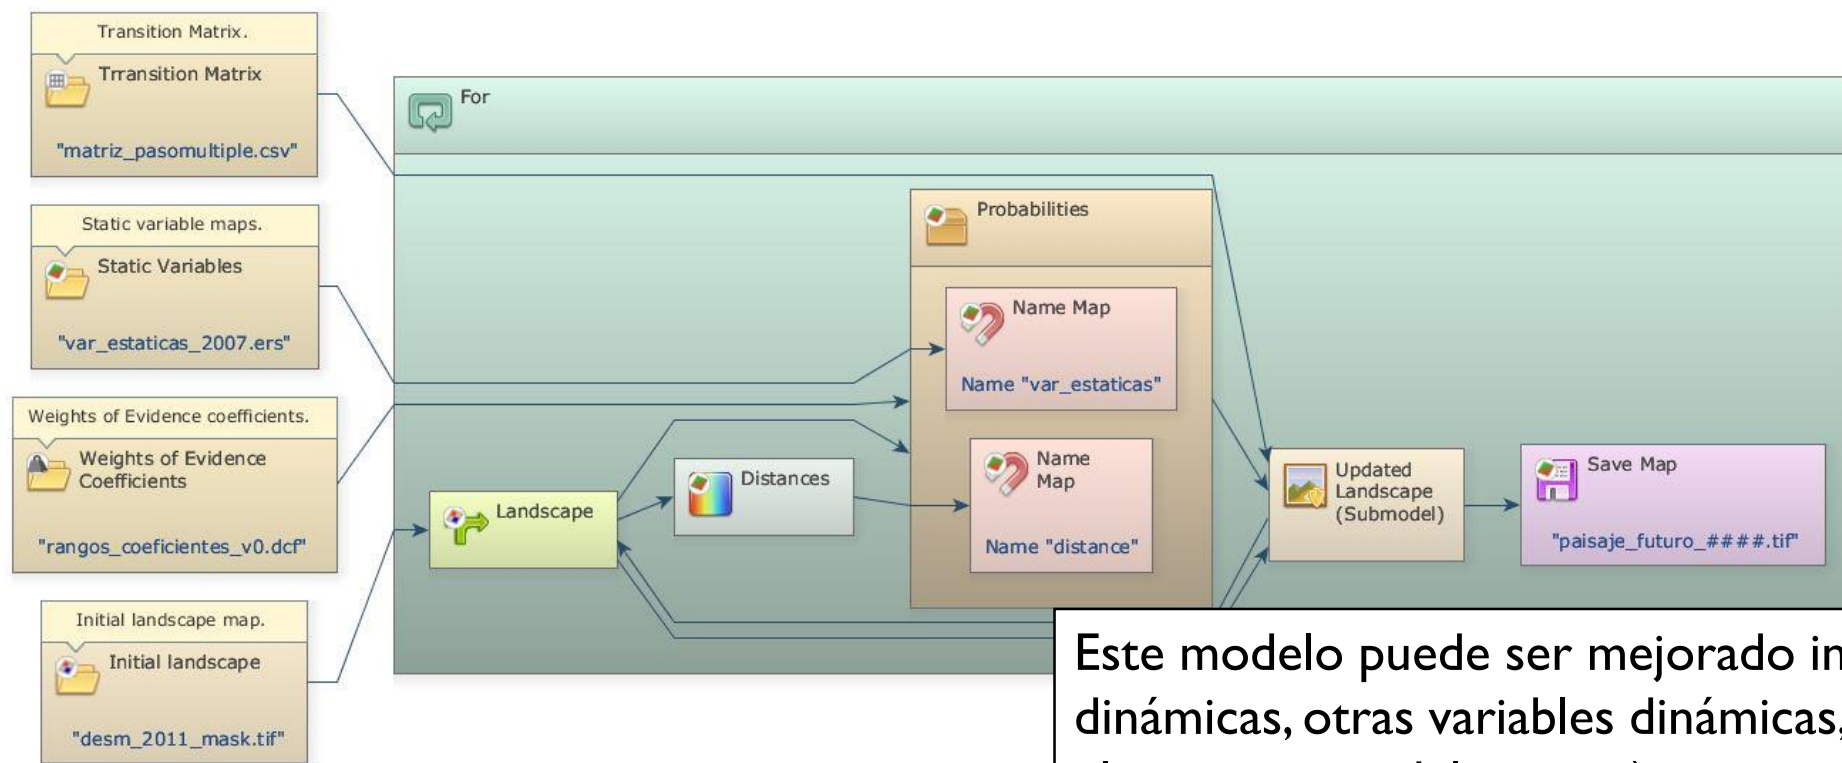 Transition Matrix.
Trransition Matrix
"matriz_pasomultiple.csv"
Static variable maps.
Static Variables
"var_estaticas_2007.ers"
Weights of Evidence coefficients.
Weights of Evidence
Coefficients
"rangos_coeficientes_v0.dcf"
Initial landscape map.
Initial landscape
"desm_2011_mask.tif"
For
Landscape
Distances
Probabilities
Name Map
Name "var_estaticas"
Name
Map
Name "distance"
Updated
Landscape
(Submodel)
Save Map
"paisaje_futuro_####.tif"
Este modelo puede ser mejorado
dinámicas, otras variables dinámicas,